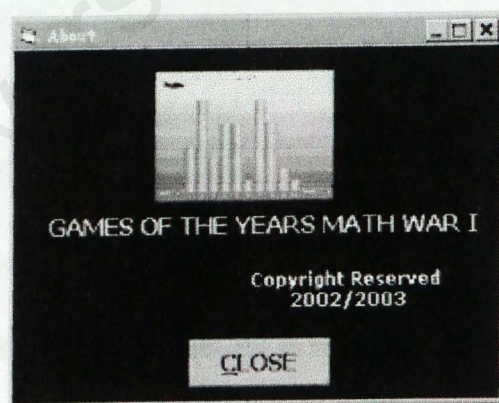 About
GAMES OF THE YEARS MATH WAR I
Copyright Reserved
2002/2003
CLOSE